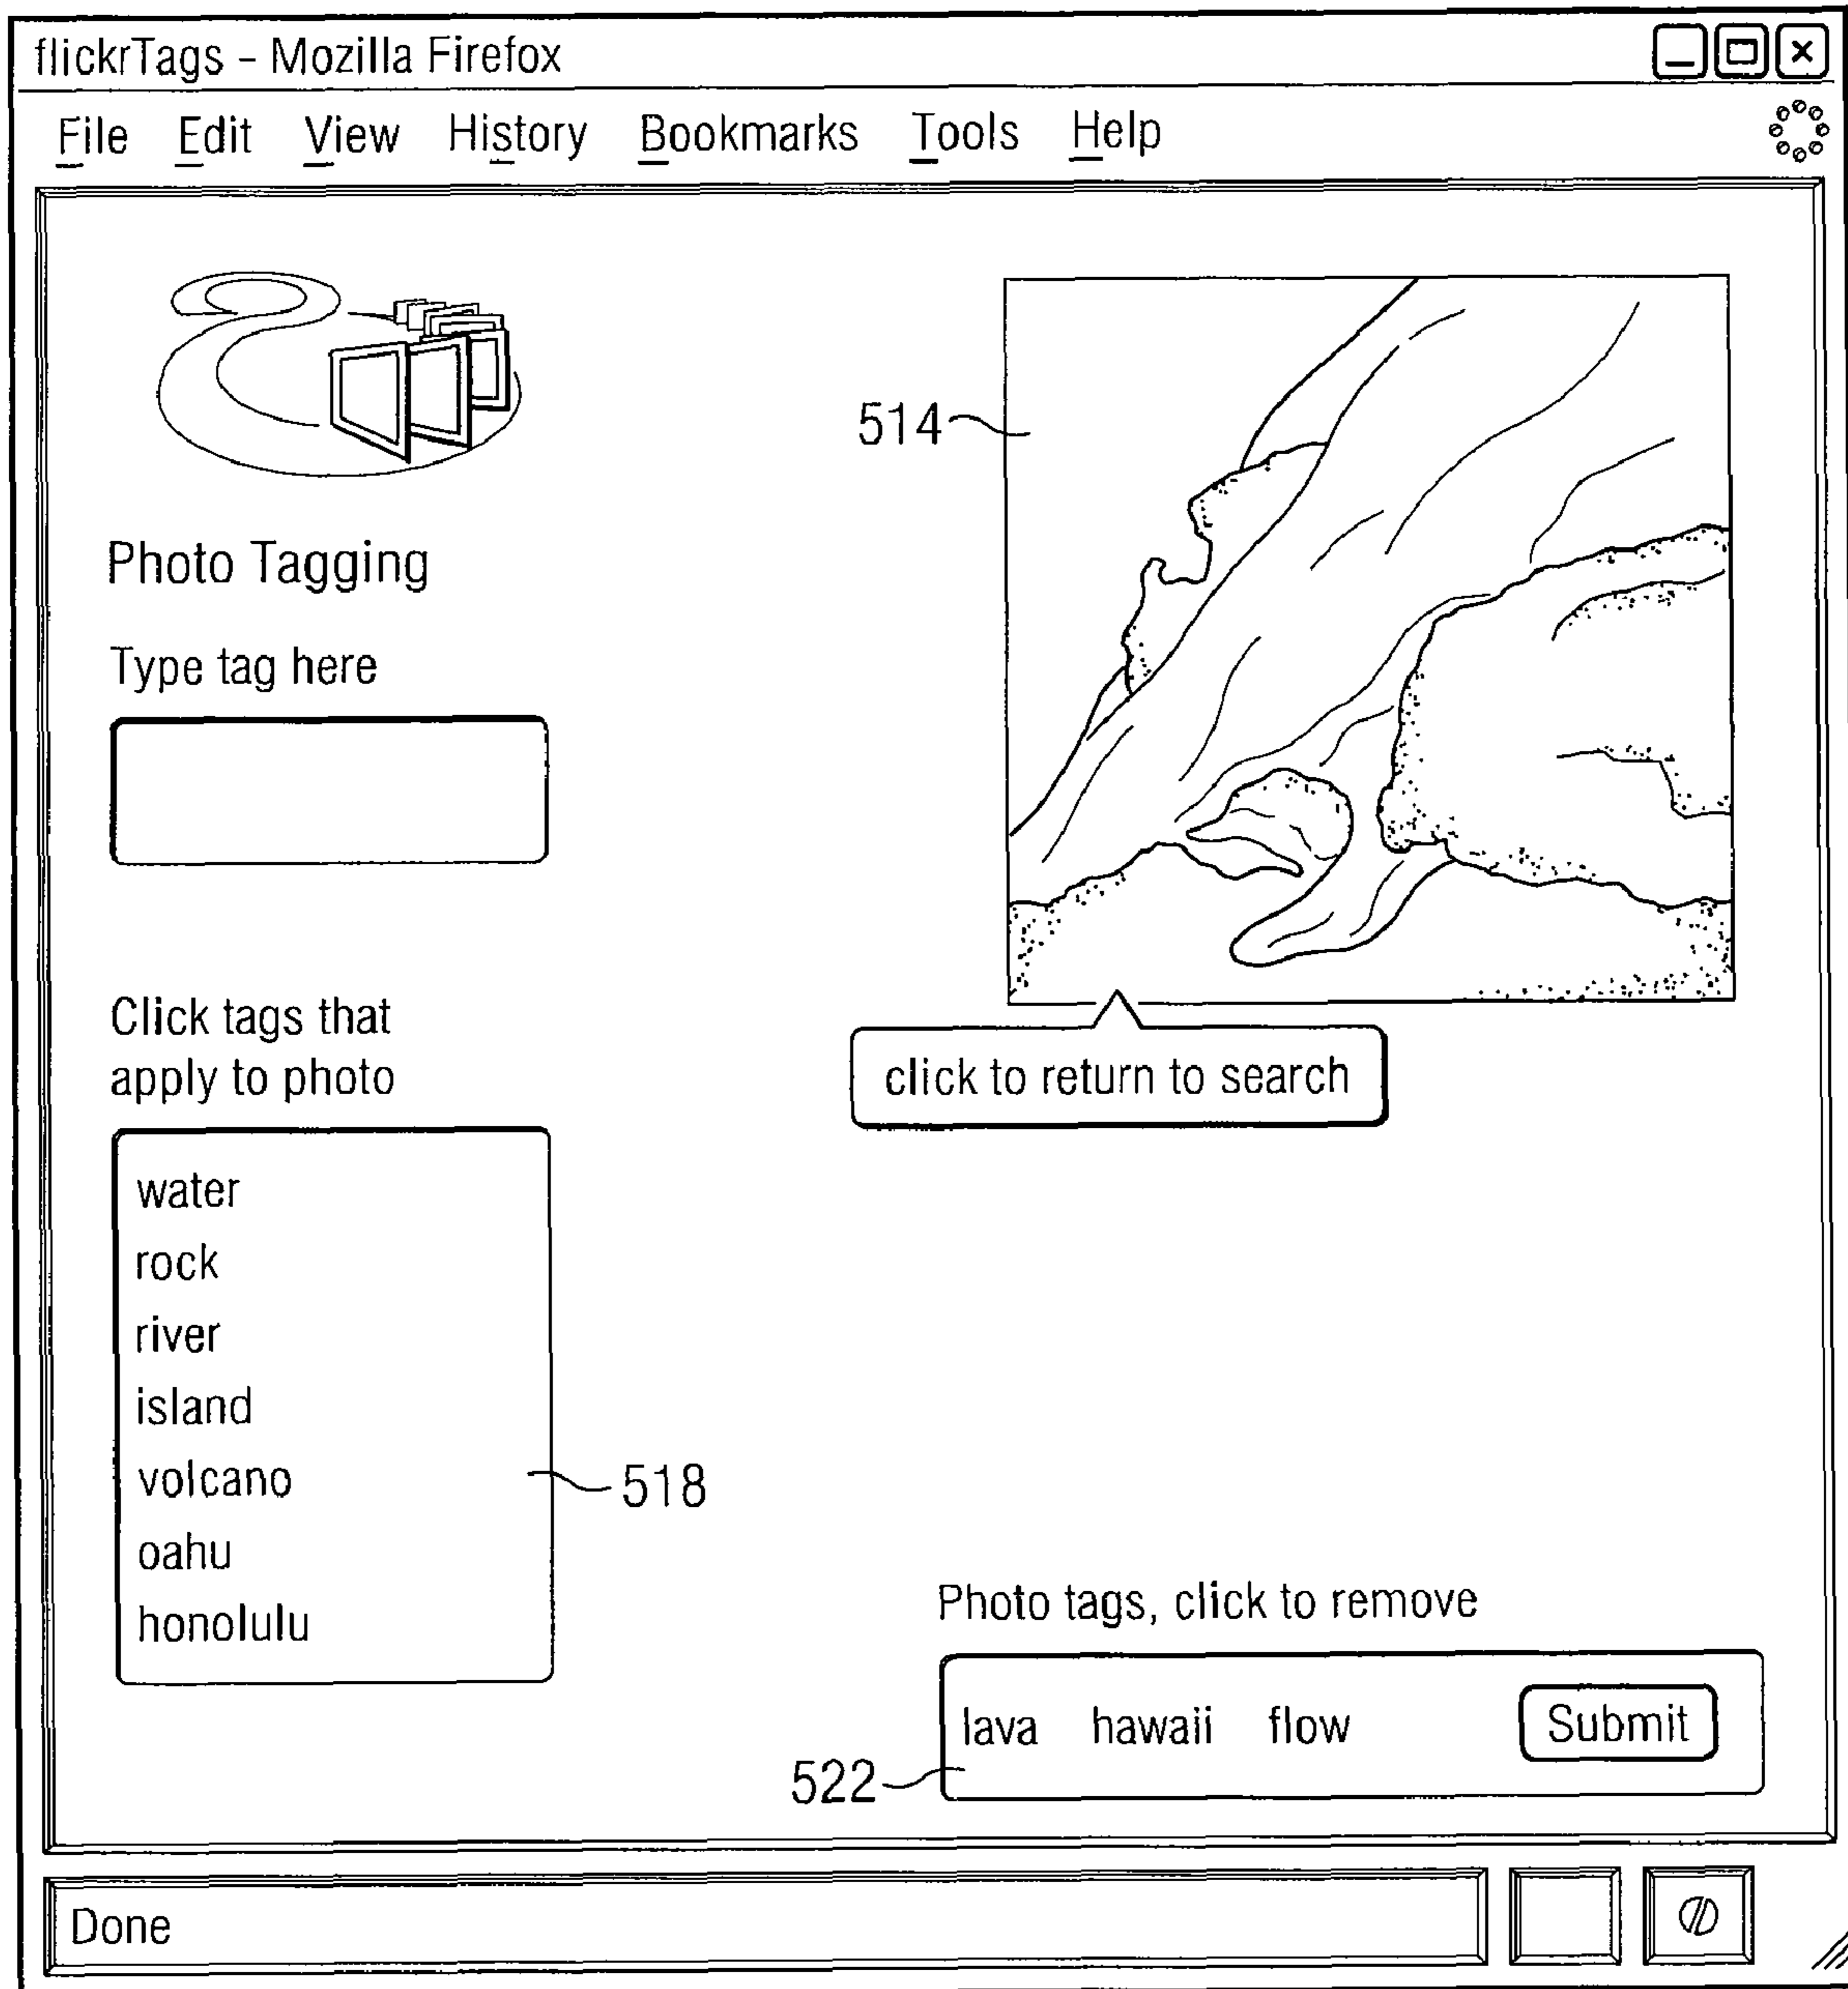 flickrTags - Mozilla Firefox
File Edit View History Bookmarks Tools Help
514
Photo Tagging
Type tag here
Click tags that
apply to photo
click to return to search
water
rock
river
island
volcano
518
oahu
honolulu
Photo tags, click to remove
lava hawaii flow Submit
522
Done